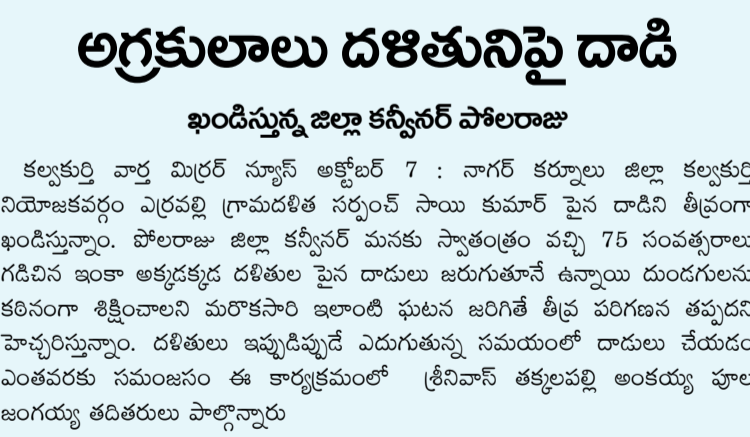 అగ్రకులాలు దళితునిపై దాడి
ఖండిస్తున్న జిల్లా కన్వీనర్ పోలరాజు
కల్వకుర్తి వార్త మిర్రర్ న్యూస్ అక్టోబర్ 7 : నాగర్ కర్నూలు జిల్లా కల్వకుర్తి
నియోజకవర్గం ఎర్రవల్లి గ్రామదళిత సర్పంచ్ సాయి కుమార్ పైన దాడిని తీవ్రంగా
ఖండిస్తున్నాం. పోలరాజు జిల్లా కన్వీనర్ మనకు స్వాతంత్రం వచ్చి 75 సంవత్సరాలు
గడిచిన ఇంకా అక్కడక్కడ దళితుల పైన దాడులు జరుగుతూనే ఉన్నాయి దుండగులను
కఠినంగా శిక్షించాలని మరొకసారి ఇలాంటి ఘటన జరిగితే తీవ్ర పరిగణన తప్పదని
హెచ్చరిస్తున్నాం. దళితులు ఇప్పుడిప్పుడే ఎదుగుతున్న సమయంలో దాడులు చేయడం
ఎంతవరకు సమంజసం ఈ కార్యక్రమంలో శ్రీనివాస్ తక్కలపల్లి అంకయ్య పూల
జంగయ్య తదితరులు పాల్గొన్నారు